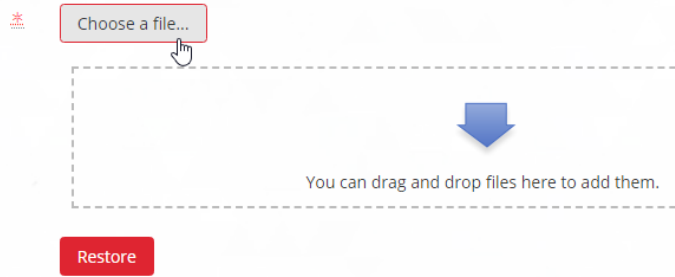 Choose a file...
You can drag and drop files here to add them.
Restore